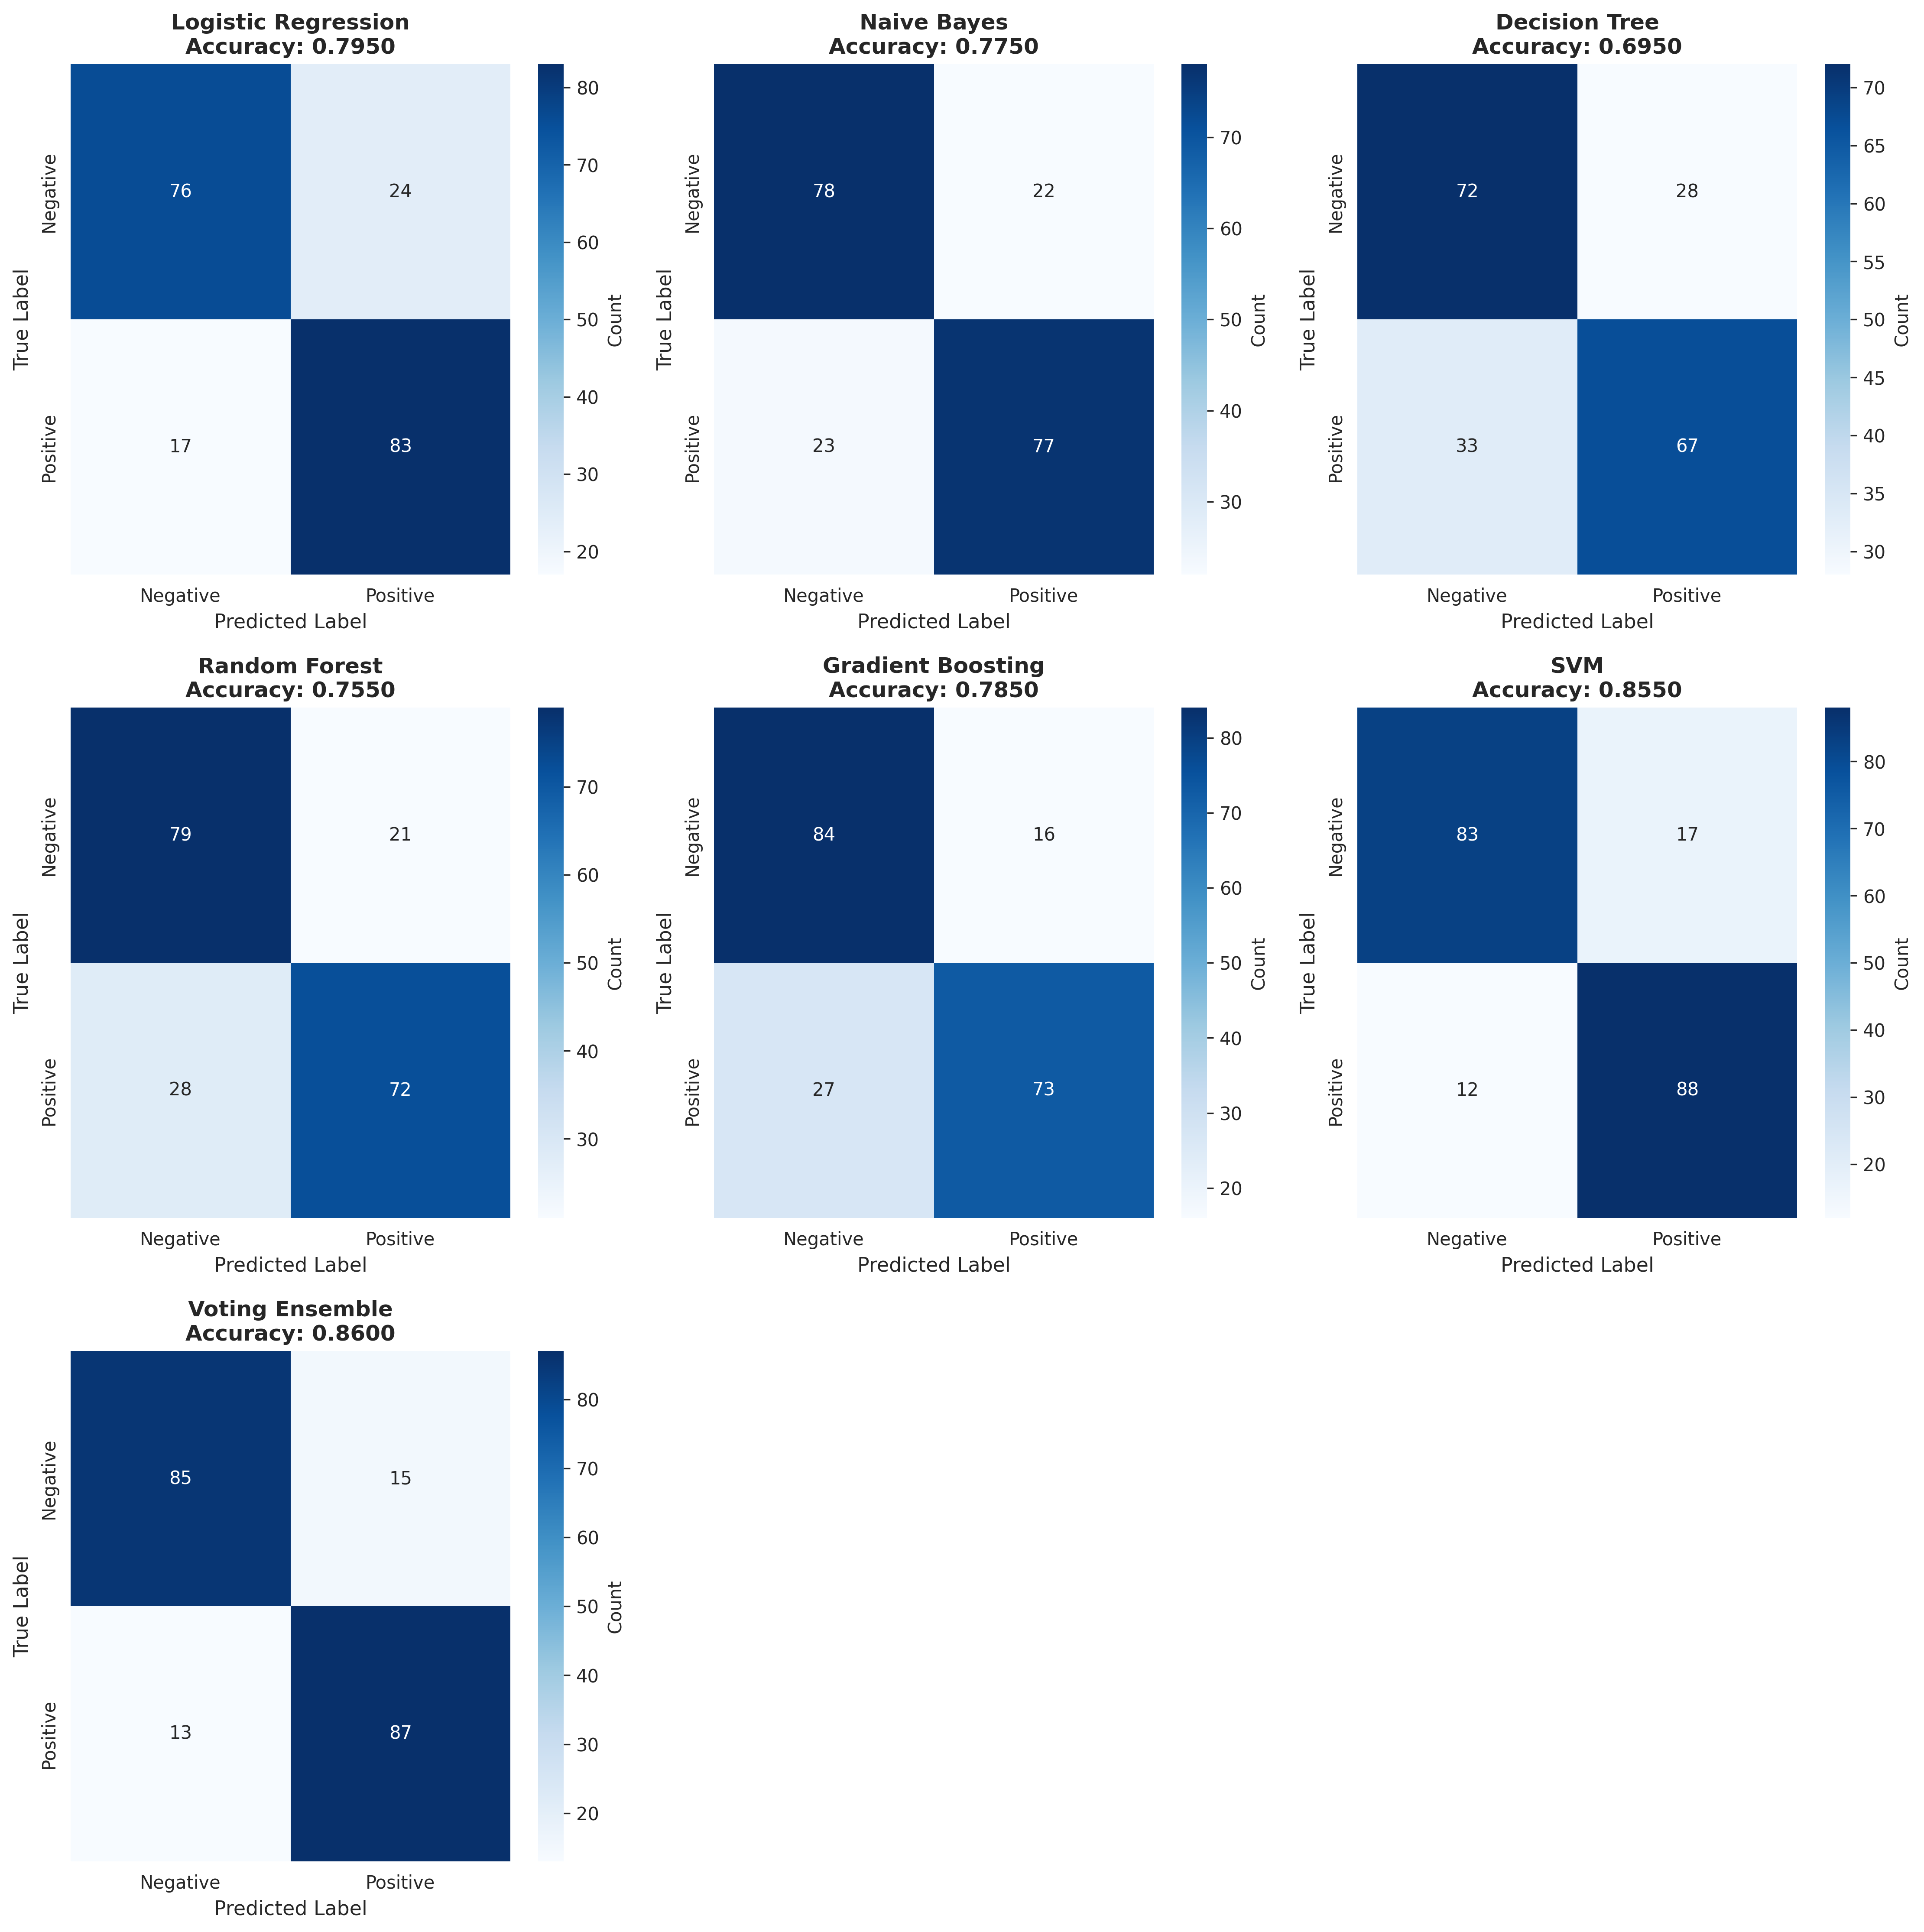 Logistic Regression
Accuracy: 0.7950
True Label
Negative
Positive
76
24
17
83
Negative
Positive
Predicted Label
80
70
60
50
40
30
20
Count
Naive Bayes
Accuracy: 0.7750
True Label
Negative
Positive
78
22
23
77
Negative
Positive
Predicted Label
70
60
50
40
30
Count
Decision Tree
Accuracy: 0.6950
True Label
Negative
Positive
72
28
33
67
Negative
Positive
Predicted Label
70
65
60
55
50
45
40
35
30
Count
Random Forest
Accuracy: 0.7550
True Label
Negative
Positive
79
21
28
72
Negative
Positive
Predicted Label
70
60
50
40
30
Count
Gradient Boosting
Accuracy: 0.7850
True Label
Negative
Positive
84
16
27
73
Negative
Positive
Predicted Label
80
70
60
50
40
30
20
Count
SVM
Accuracy: 0.8550
True Label
Negative
Positive
83
17
12
88
Negative
Positive
Predicted Label
80
70
60
50
40
30
20
Count
Voting Ensemble
Accuracy: 0.8600
True Label
Negative
Positive
85
15
13
87
Negative
Positive
Predicted Label
80
70
60
50
40
30
20
Count